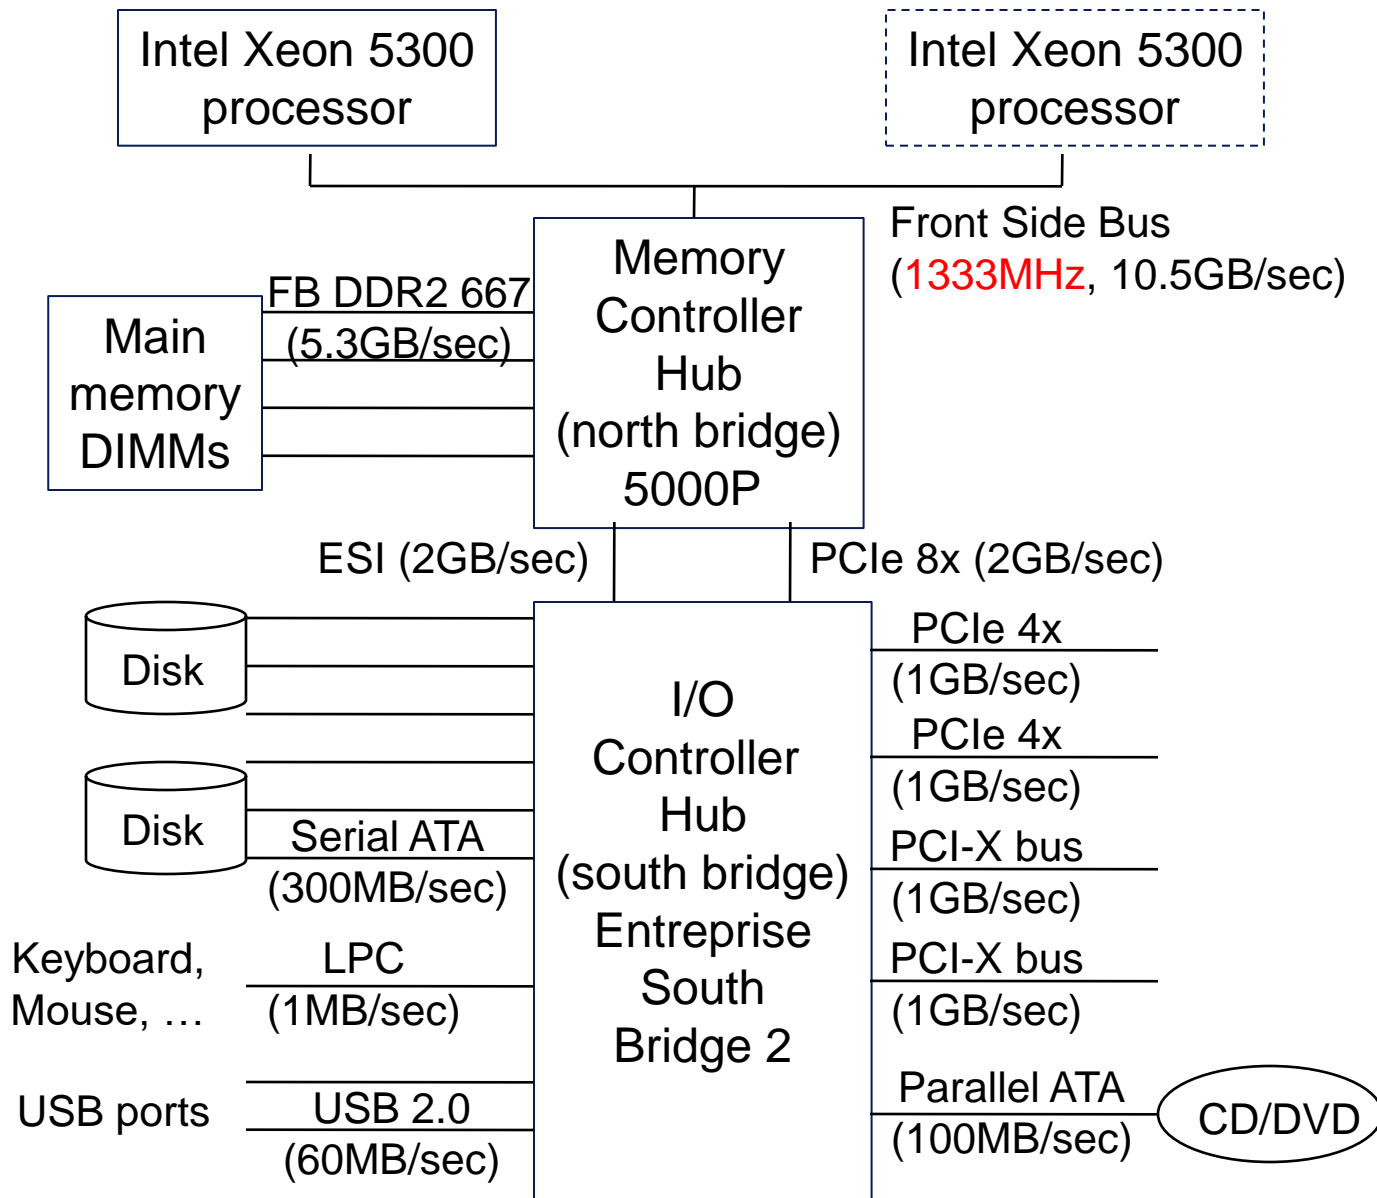 Intel Xeon 5300
processor
Intel Xeon 5300
processor
Front Side Bus
(1333MHz, 10.5GB/sec)
Memory
Controller
Hub
(north bridge)
5000P
FB DDR2 667
(5.3GB/sec)
Main
memory
DIMMs
ESI (2GB/sec)
PCIe 8x (2GB/sec)
Disk
Disk
Serial ATA
(300MB/sec)
Keyboard,
Mouse, …
LPC
(1MB/sec)
USB ports
USB 2.0
(60MB/sec)
I/O
Controller
Hub
(south bridge)
Entreprise
South
Bridge 2
PCIe 4x
(1GB/sec)
PCIe 4x
(1GB/sec)
PCI-X bus
(1GB/sec)
PCI-X bus
(1GB/sec)
Parallel ATA
(100MB/sec)
CD/DVD